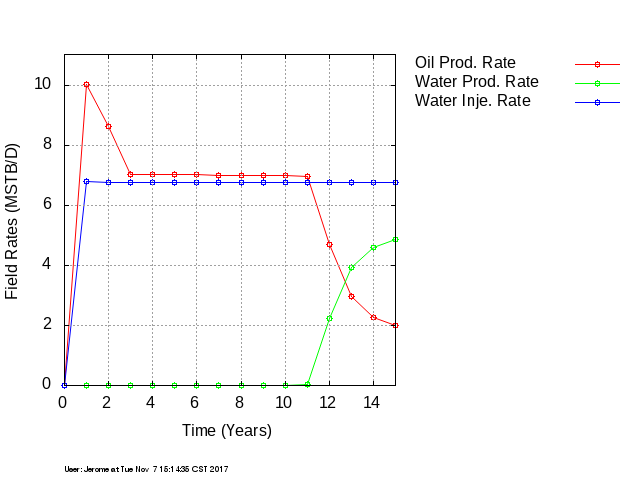 Oil Prod. Rate
Water Prod. Rate
Water Inje. Rate
10
8
6
4
2
0
Field Rates (MSTB/D)
0 2 4 6 8 10 12 14
Time (Years)
User: Jerome at Tue Nov 7 15:14:35 CST 2017